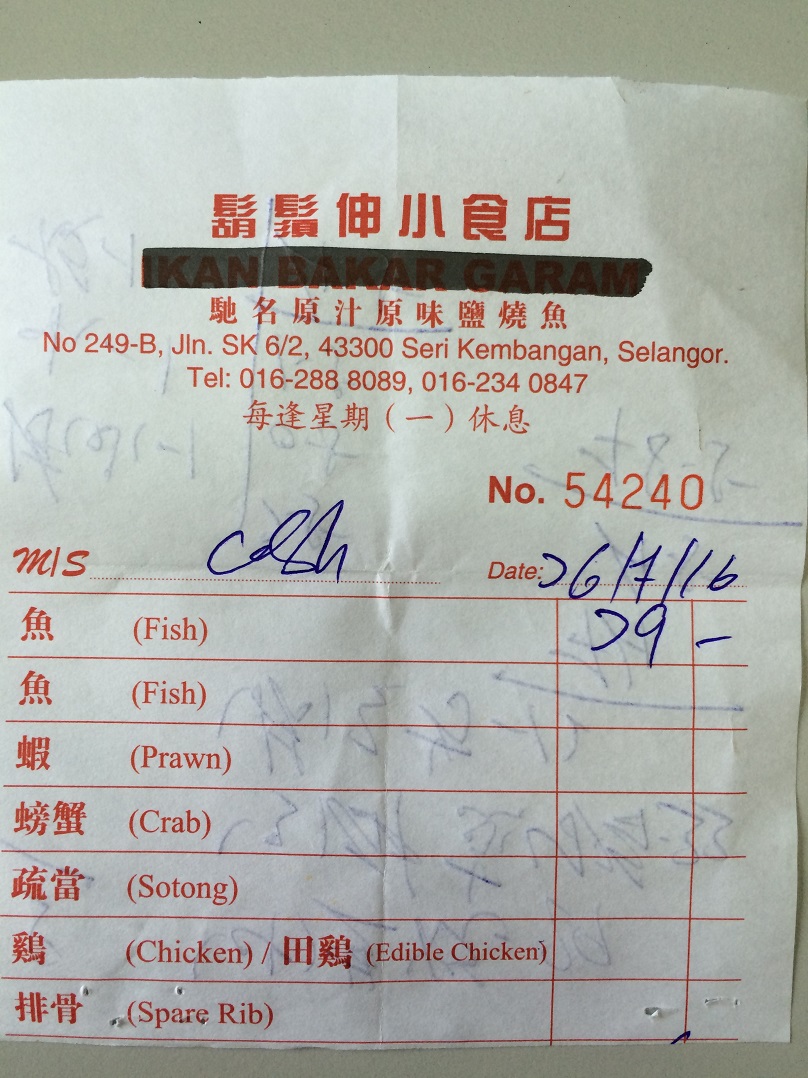 鬍鬚伸小食店
IKAN BAKAR GARAM
馳名原汁原味鹽燒魚
No 249-B, Jln. SK 6/2, 43300 Seri Kembangan, Selangor.
Tel: 016-288 8089, 016-234 0847
每逢星期（一）休息
No. 54240
M/S cash Date: 26/7/16
魚 (Fish) 29 –
魚 (Fish)
蝦 (Prawn)
螃蟹 (Crab)
疏當 (Sotong)
鷄 (Chicken) / 田鷄 (Edible Chicken)
排骨 (Spare Rib)